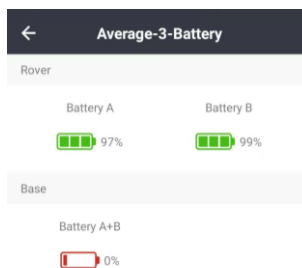 Average-3-Battery
Rover
Battery A Battery B
97% 99%
Base
Battery A+B
0%